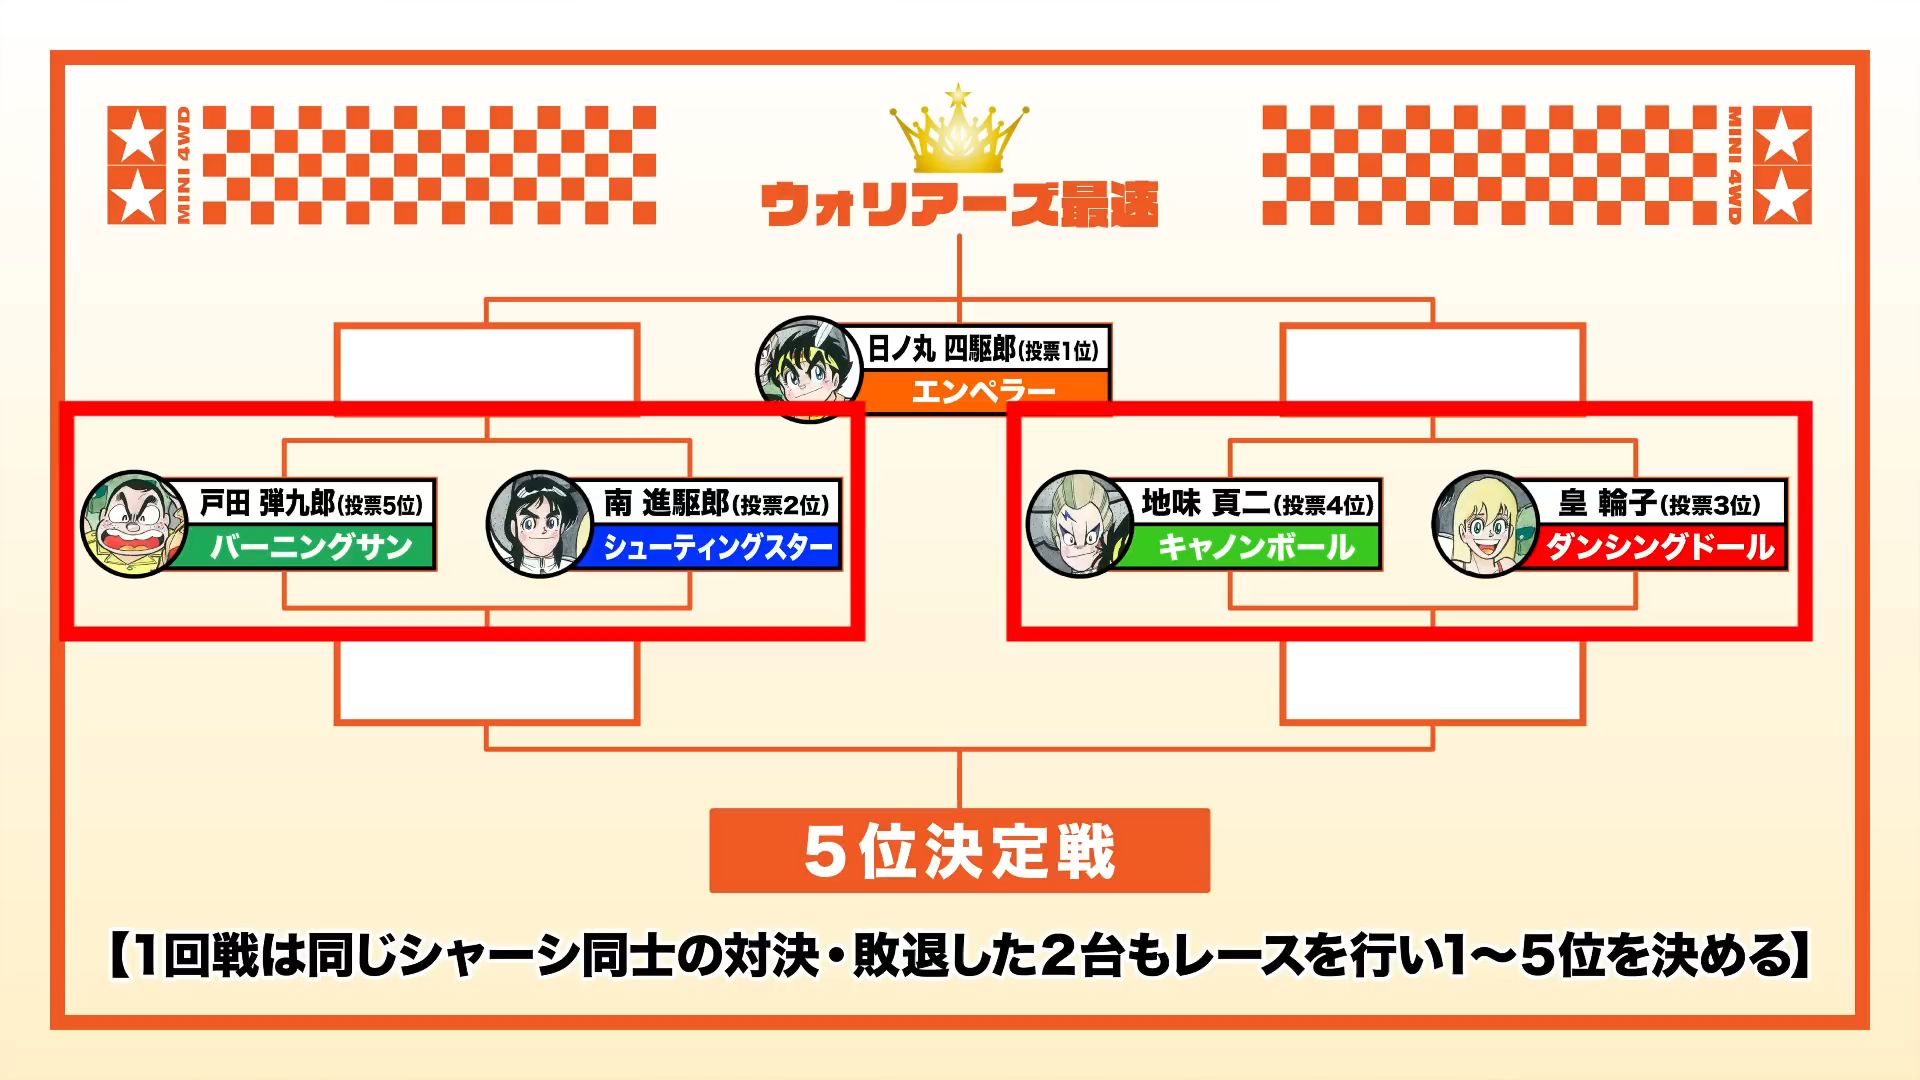 MINI 4WD
MINI 4WD
ウォリアーズ最速
日ノ丸 四駆郎(投票1位)
エンペラー
戸田 弾九郎(投票5位)
バーニングサン
南 進駆郎(投票2位)
シューティングスター
地味 頁二(投票4位)
キャノンボール
皇 輪子(投票3位)
ダンシングドール
5位決定戦
【1回戦は同じシャーシ同士の対決・敗退した2台もレースを行い1〜5位を決める】